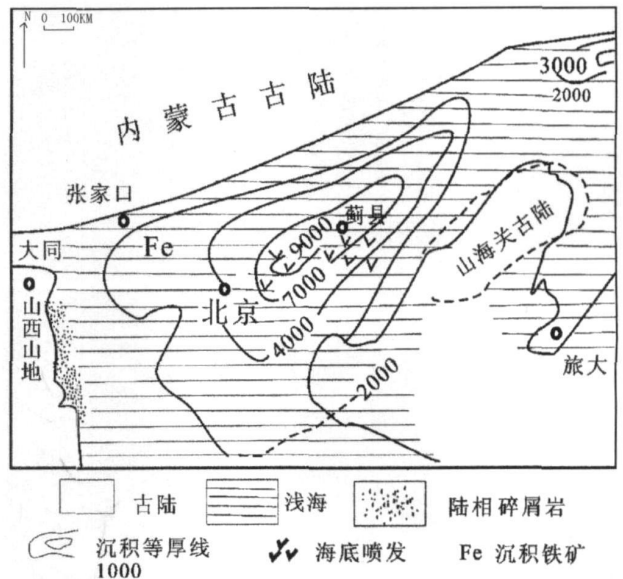 N 0 100KM
3000
2000
内蒙古古陆
张家口
蓟县
大同
Fe
9000
山海关古陆
7000
北京
山西山地
4000
旅大
2000
古陆
浅海
陆相碎屑岩
沉积等厚线
1000
海底喷发
Fe 沉积铁矿